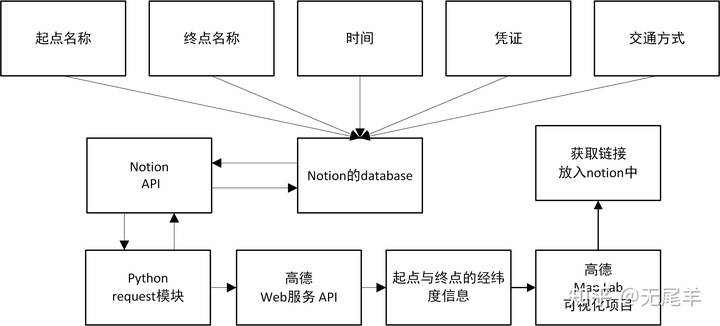 起点名称
终点名称
时间
凭证
交通方式
Notion
API
Notion的database
获取链接
放入notion中
Python
request模块
高德
Web服务 API
起点与终点的经纬
度信息
高德
Map Lab
可视化项目
知乎 @无尾羊